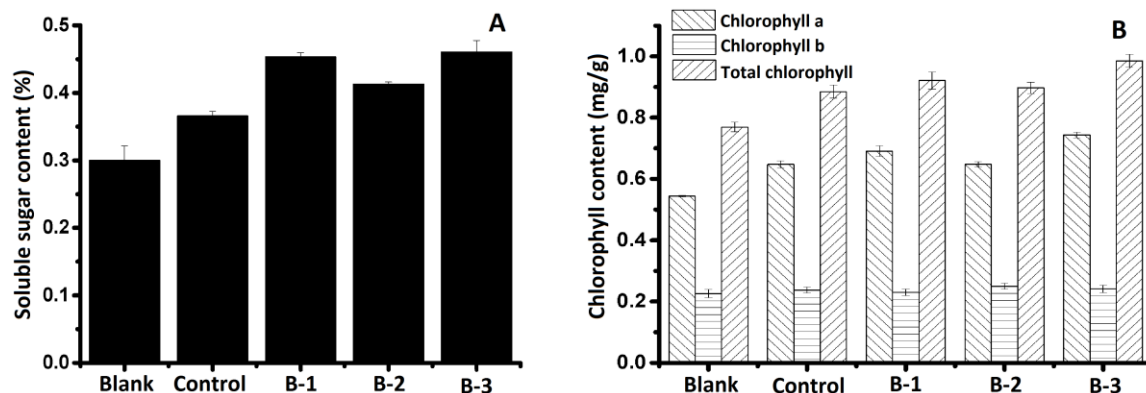 A
Soluble sugar content (%)
0.5
0.4
0.3
0.2
0.1
0.0
Blank Control B-1 B-2 B-3
B
Chlorophyll a
Chlorophyll b
Total chlorophyll
Chlorophyll content (mg/g)
1.0
0.8
0.6
0.4
0.2
0.0
Blank Control B-1 B-2 B-3